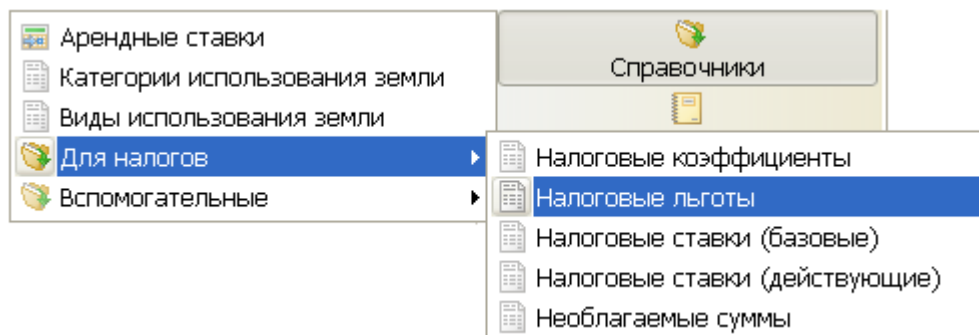 Арендные ставки
Категории использования земли
Виды использования земли
Для налогов
Вспомогательные
Справочники
Налоговые коэффициенты
Налоговые льготы
Налоговые ставки (базовые)
Налоговые ставки (действующие)
Необлагаемые суммы